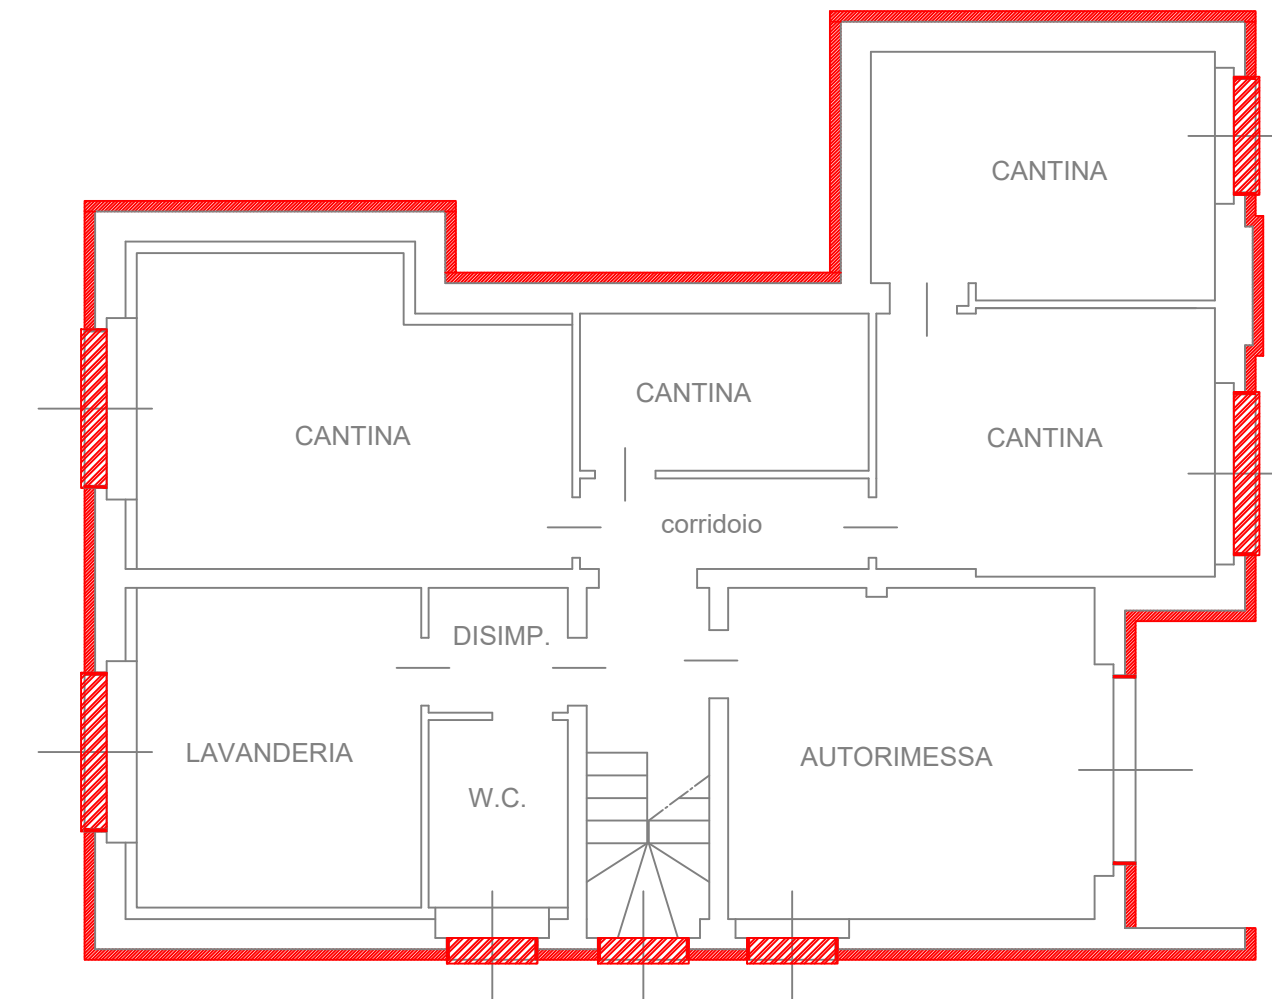 CANTINA
CANTINA
CANTINA
CANTINA
corridoio
DISIMP.
LAVANDERIA
AUTORIMESSA
W.C.